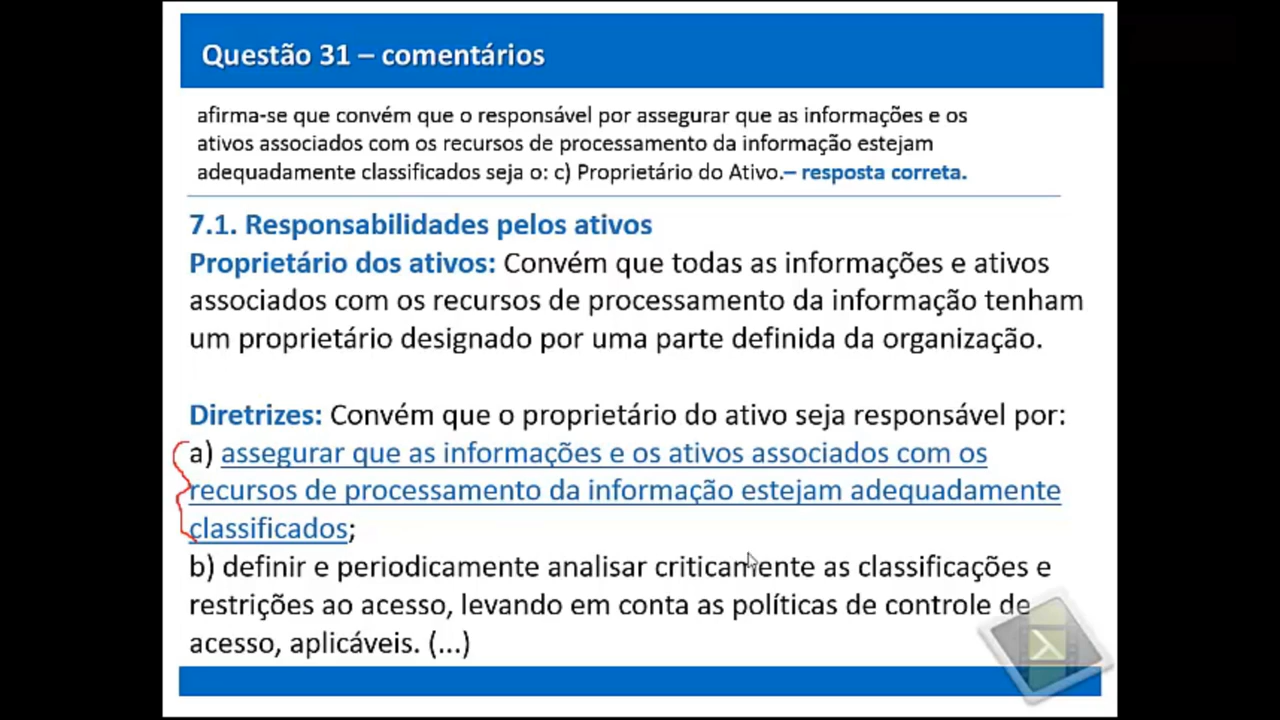 Questão 31 – comentários
afirma-se que convém que o responsável por assegurar que as informações e os
ativos associados com os recursos de processamento da informação estejam
adequadamente classificados seja o: c) Proprietário do Ativo.– resposta correta.
7.1. Responsabilidades pelos ativos
Proprietário dos ativos: Convém que todas as informações e ativos
associados com os recursos de processamento da informação tenham
um proprietário designado por uma parte definida da organização.
Diretrizes: Convém que o proprietário do ativo seja responsável por:
a) assegurar que as informações e os ativos associados com os
recursos de processamento da informação estejam adequadamente
classificados;
b) definir e periodicamente analisar criticamente as classificações e
restrições ao acesso, levando em conta as políticas de controle de
acesso, aplicáveis. (...)